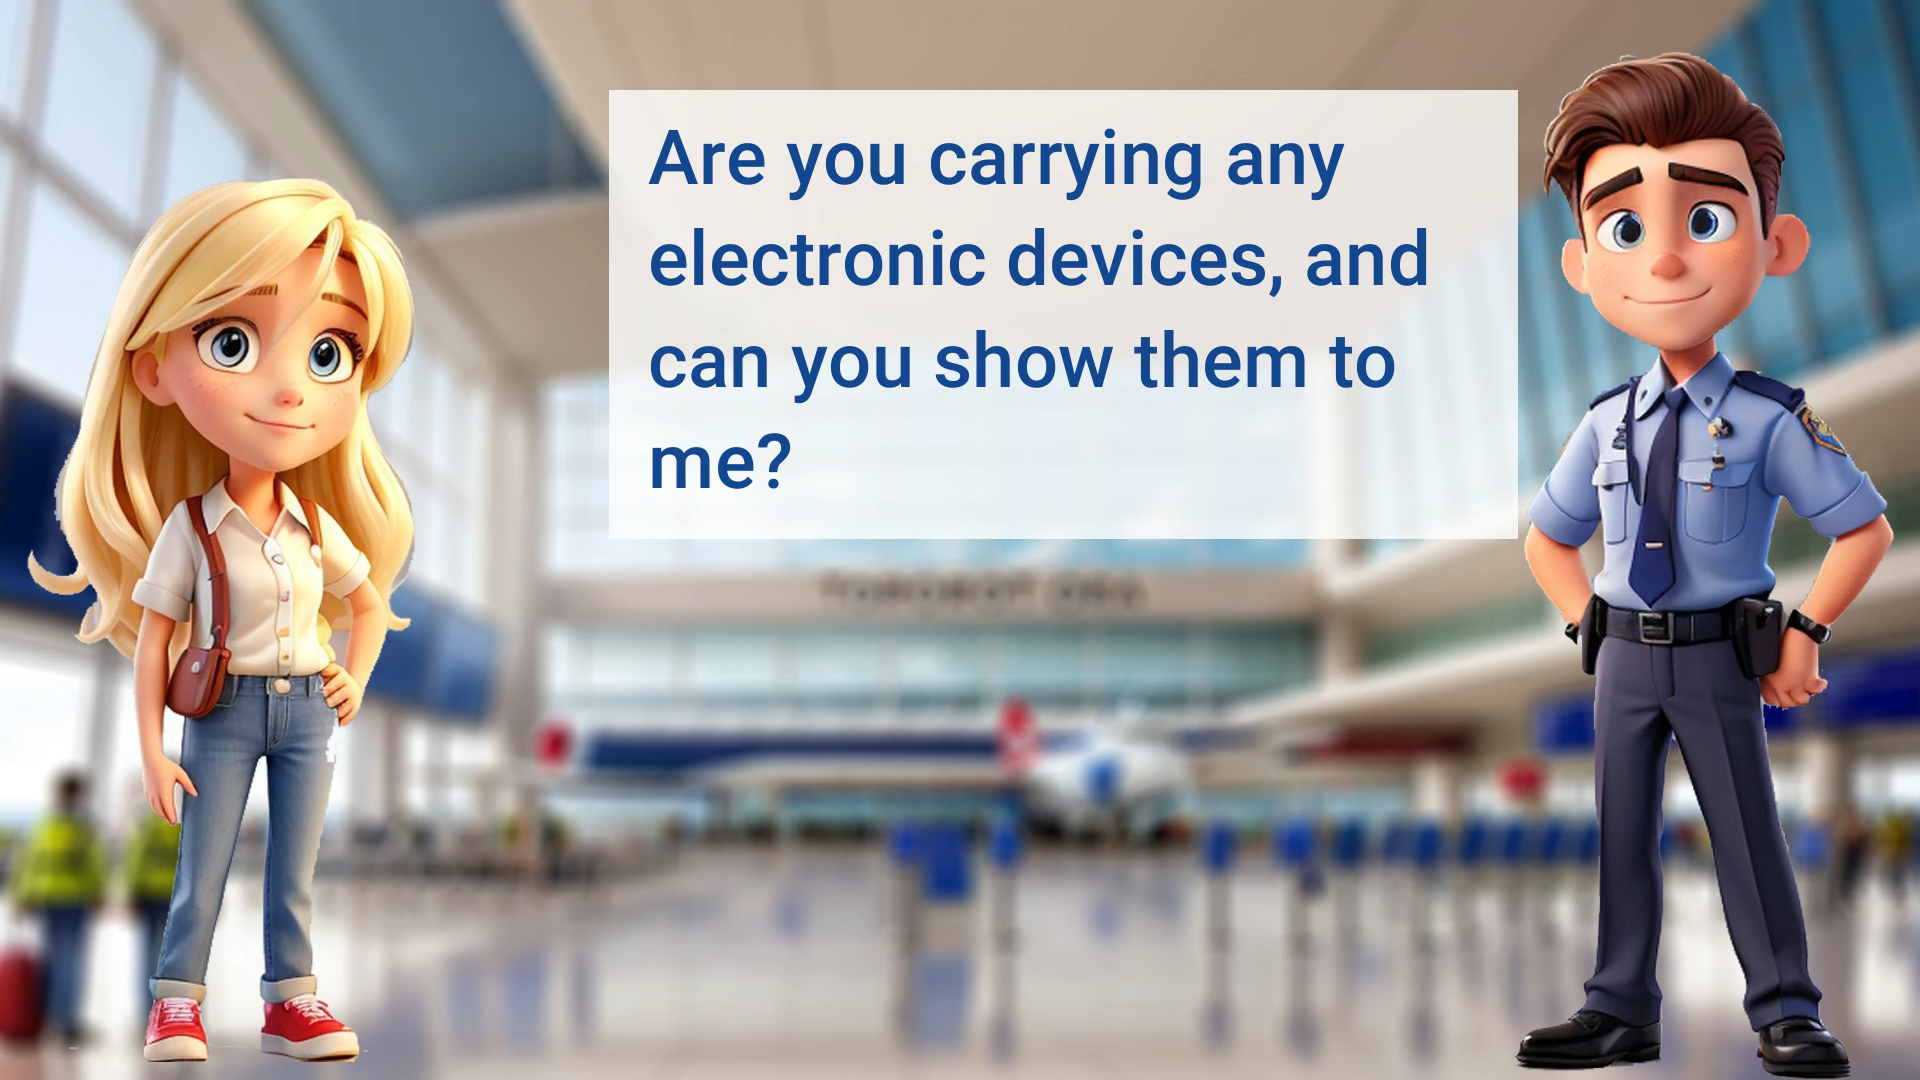 Are you carrying any
electronic devices, and
can you show them to
me?